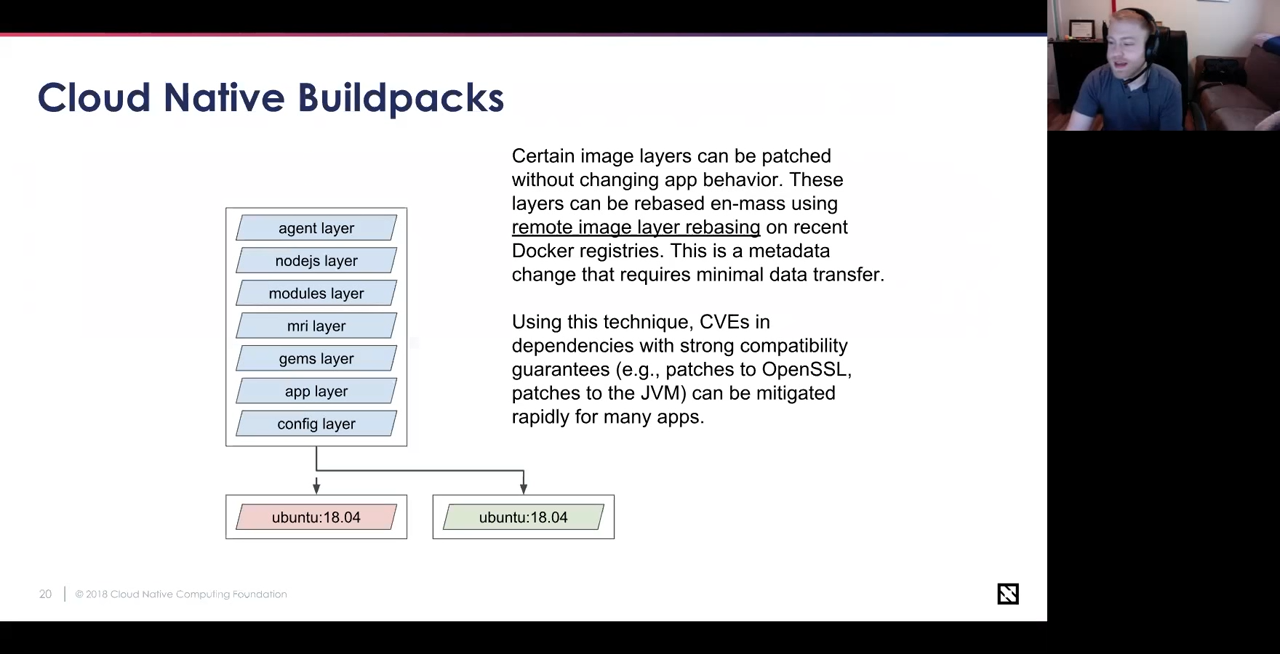 Cloud Native Buildpacks
Certain image layers can be patched
without changing app behavior. These
layers can be rebased en-mass using
remote image layer rebasing on recent
Docker registries. This is a metadata
change that requires minimal data transfer.
Using this technique, CVEs in
dependencies with strong compatibility
guarantees (e.g., patches to OpenSSL,
patches to the JVM) can be mitigated
rapidly for many apps.
agent layer
nodejs layer
modules layer
mri layer
gems layer
app layer
config layer
ubuntu:18.04
ubuntu:18.04
20
© 2018 Cloud Native Computing Foundation